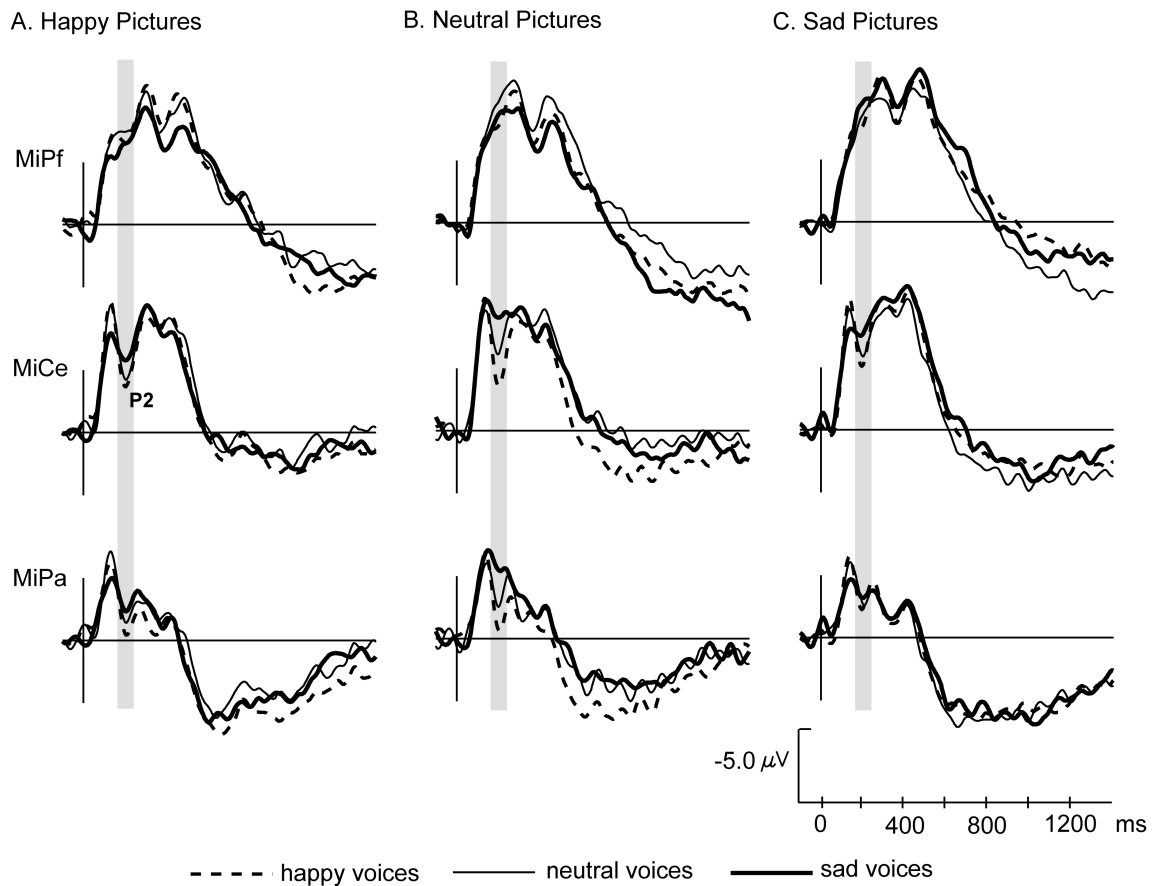 A. Happy Pictures
B. Neutral Pictures
C. Sad Pictures
MiPf
MiCe
P2
MiPa
-5.0 µV
0 400 800 1200 ms
happy voices
neutral voices
sad voices